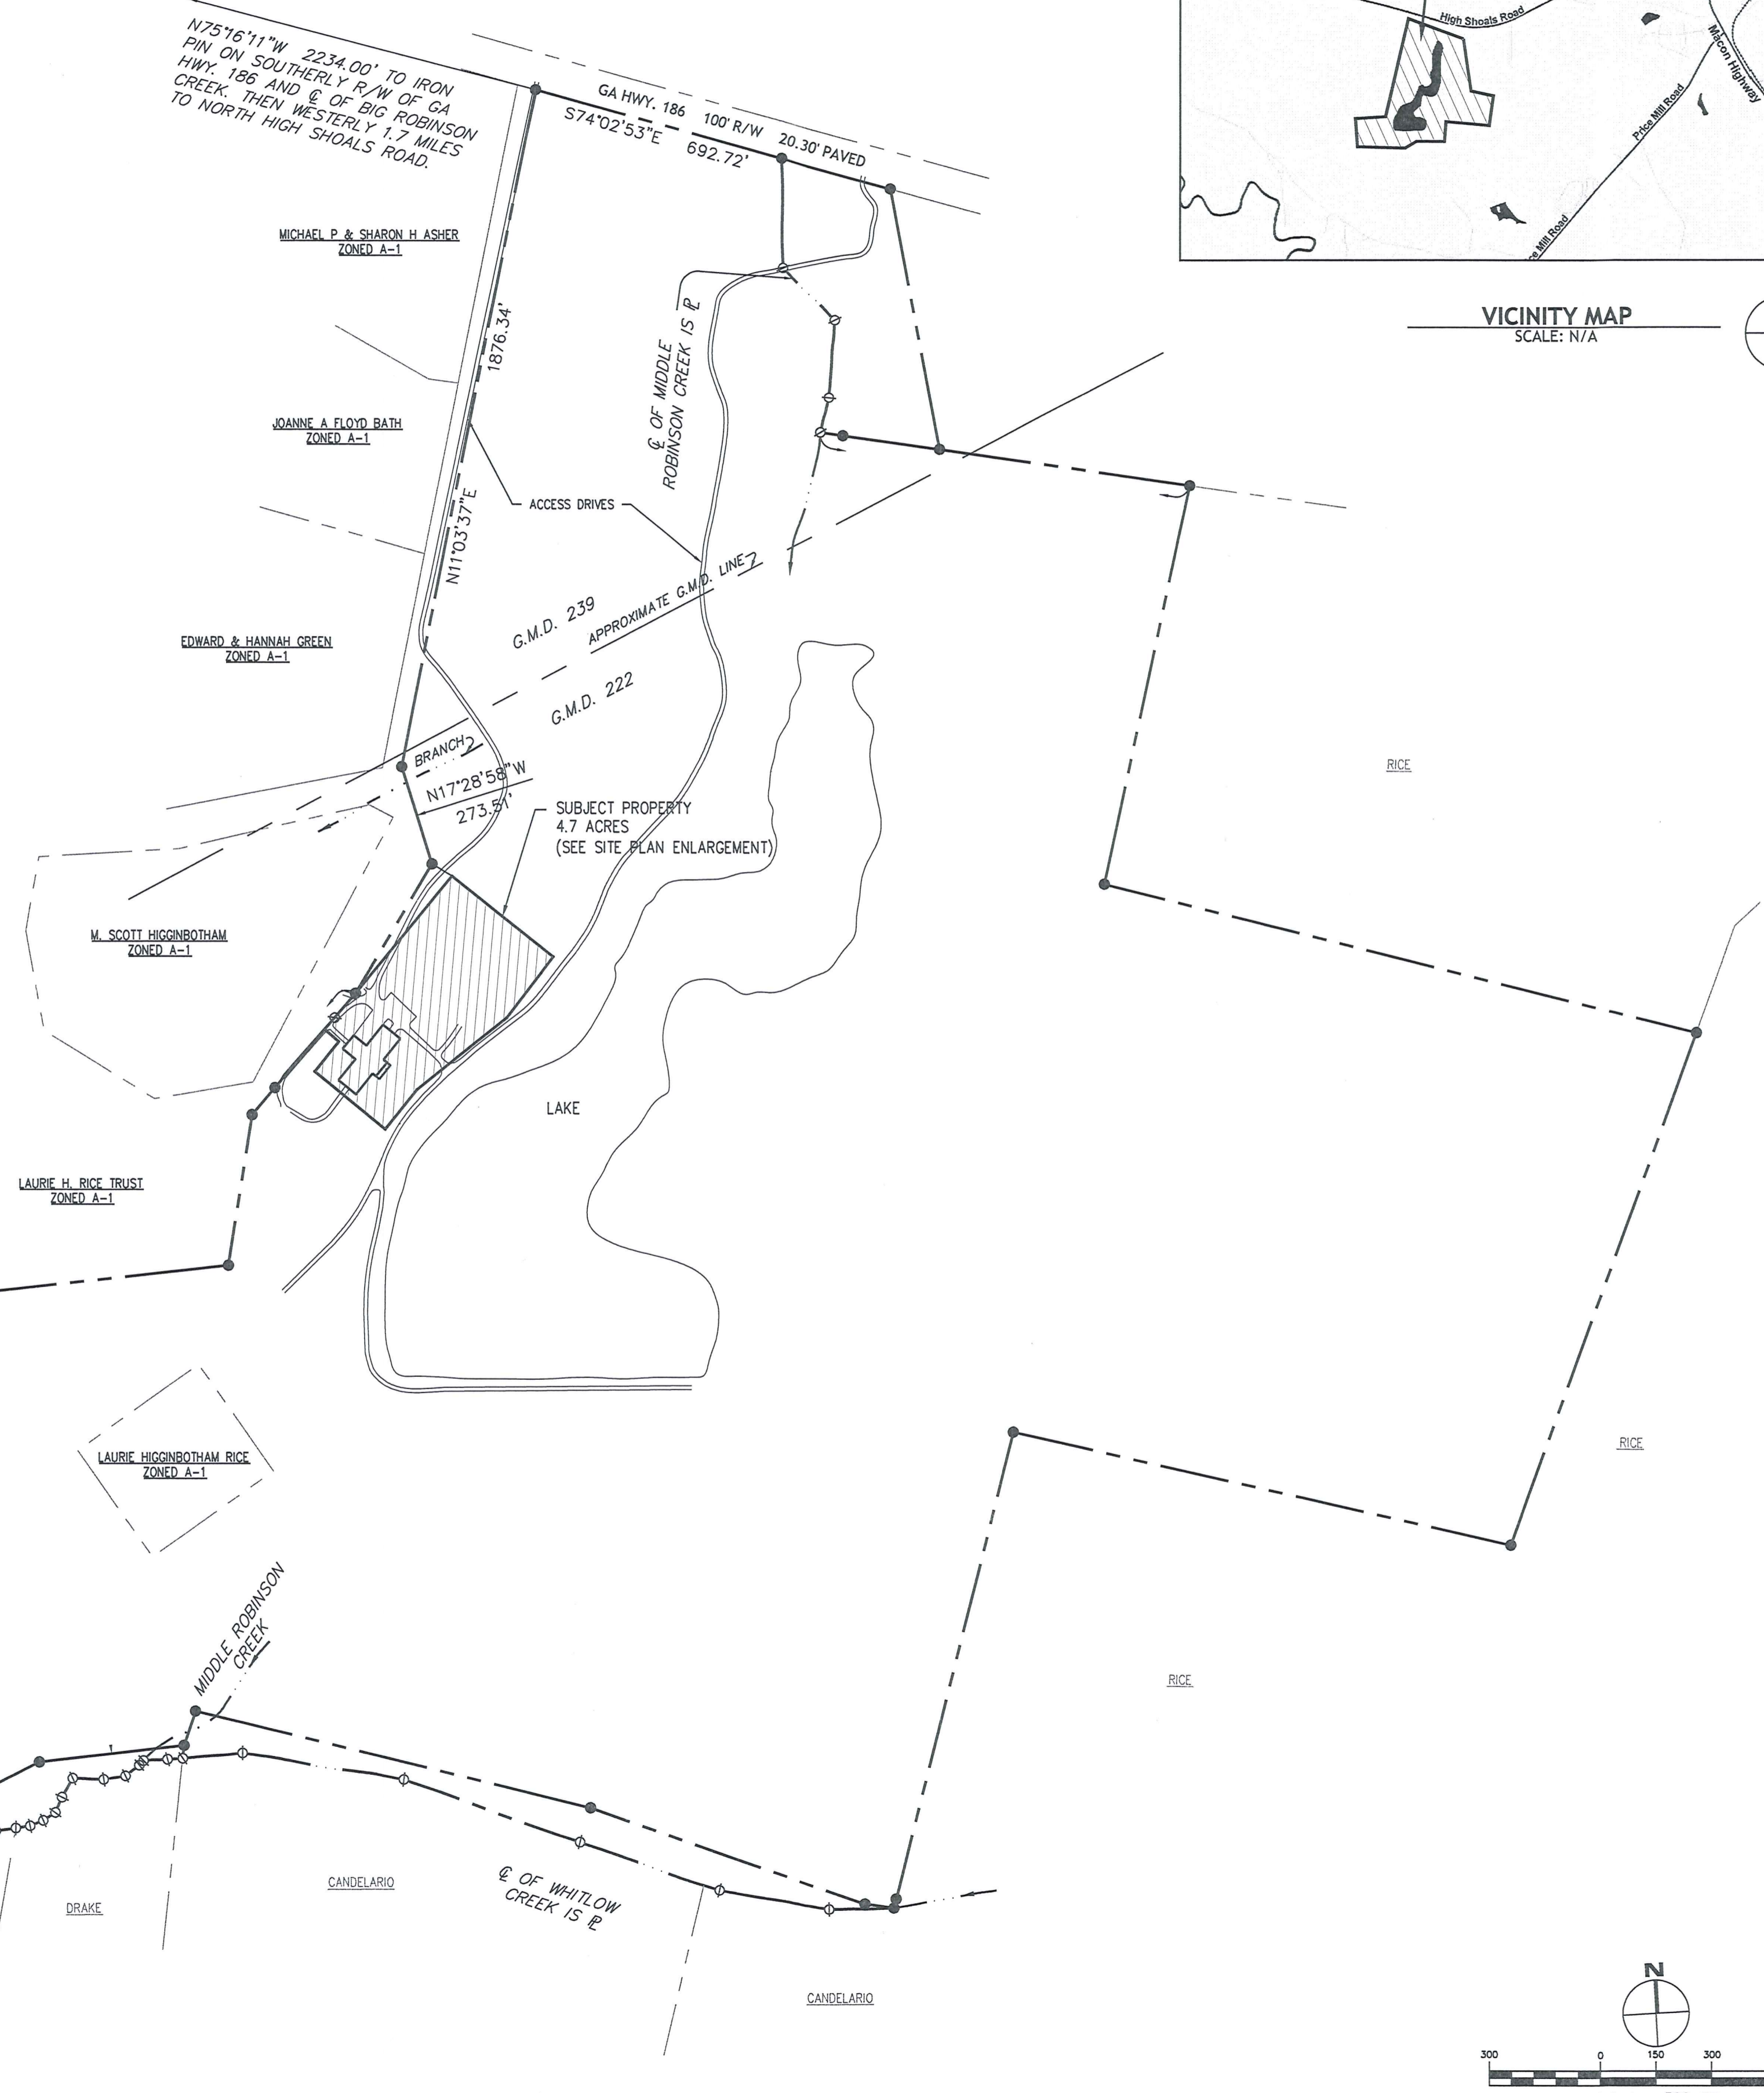 N75°16'11"W 2234.00' TO IRON
PIN ON SOUTHERLY R/W OF GA
HWY. 186 AND ℄ OF BIG ROBINSON
CREEK. THEN WESTERLY 1.7 MILES
TO NORTH HIGH SHOALS ROAD.
GA HWY. 186 100' R/W 20.30' PAVED
S74°02'53"E 692.72'
High Shoals Road
Macon Highway
Price Mill Road
ce Mill Road
VICINITY MAP
SCALE: N/A
MICHAEL P & SHARON H ASHER
ZONED A-1
1876.34'
N11°03'37"E
℄ OF MIDDLE
ROBINSON CREEK IS ⅊
JOANNE A FLOYD BATH
ZONED A-1
ACCESS DRIVES
G.M.D. 239
APPROXIMATE G.M.D. LINE
G.M.D. 222
EDWARD & HANNAH GREEN
ZONED A-1
BRANCH
N17°28'58"W
273.51'
SUBJECT PROPERTY
4.7 ACRES
(SEE SITE PLAN ENLARGEMENT)
RICE
M. SCOTT HIGGINBOTHAM
ZONED A-1
LAKE
LAURIE H. RICE TRUST
ZONED A-1
RICE
LAURIE HIGGINBOTHAM RICE
ZONED A-1
MIDDLE ROBINSON
CREEK
RICE
CANDELARIO
DRAKE
℄ OF WHITLOW
CREEK IS ⅊
CANDELARIO
N
300 0 150 300